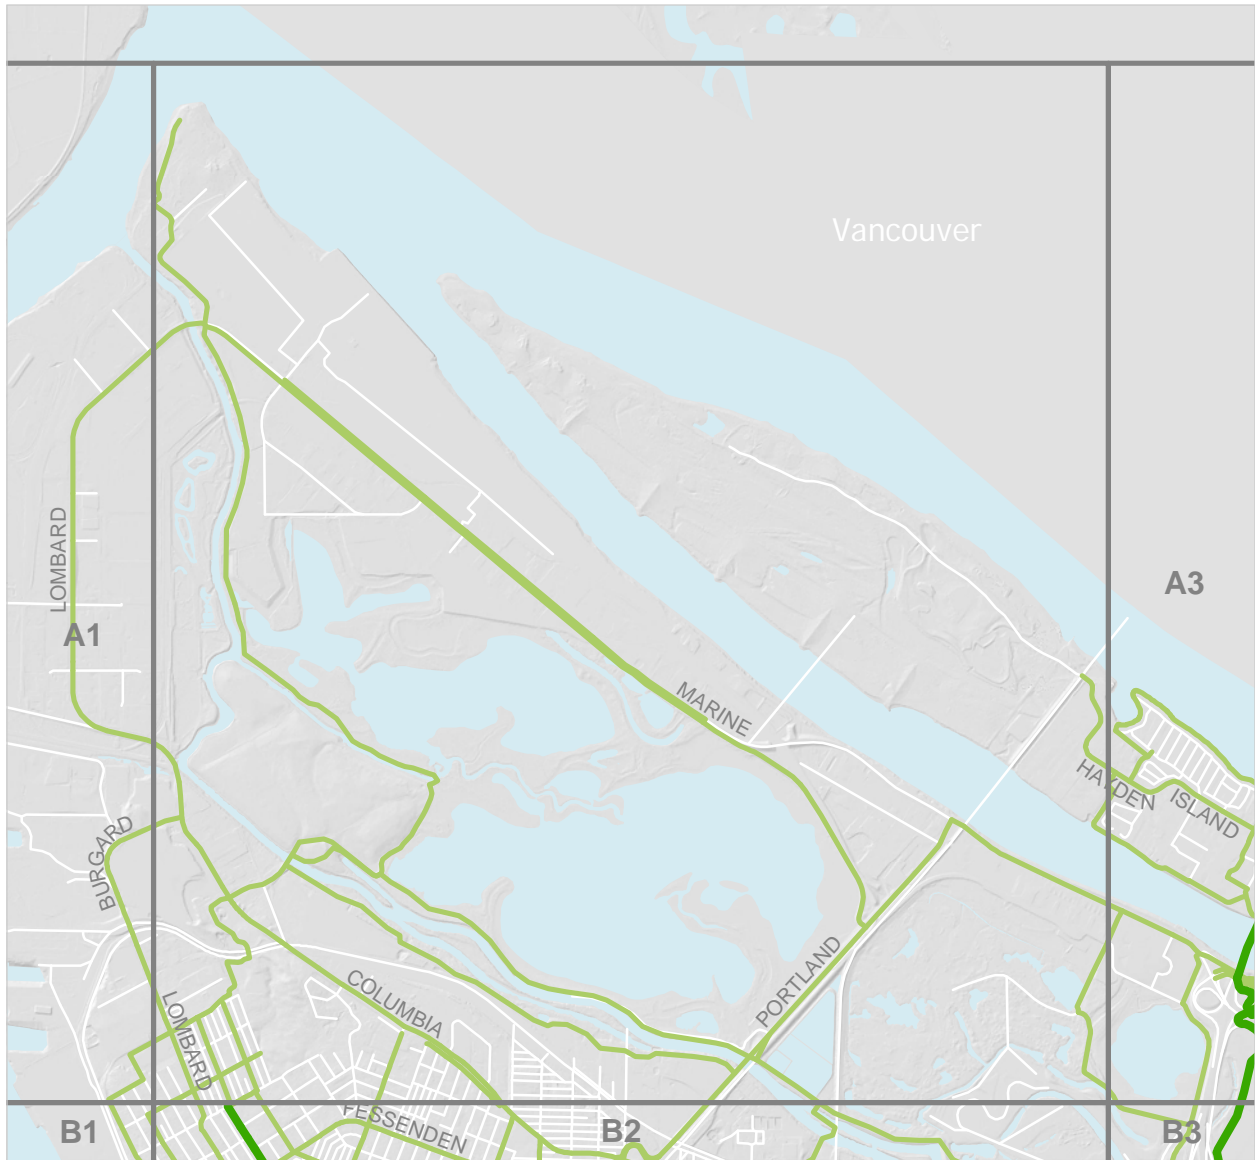 Vancouver
LOMBARD
A1
A3
MARINE
HAYDEN
ISLAND
BURGARD
PORTLAND
COLUMBIA
LOMBARD
FESSENDEN
B1
B2
B3